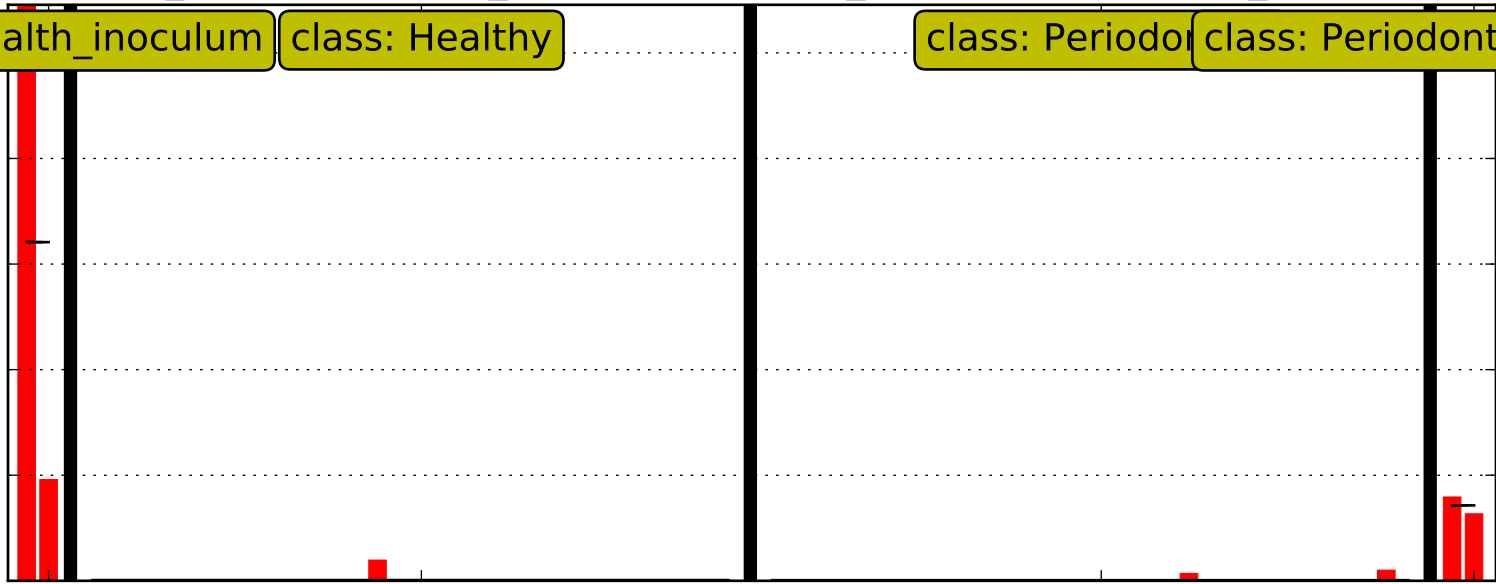 alth_inoculum
class: Healthy
class: Periodon
class: Periodont